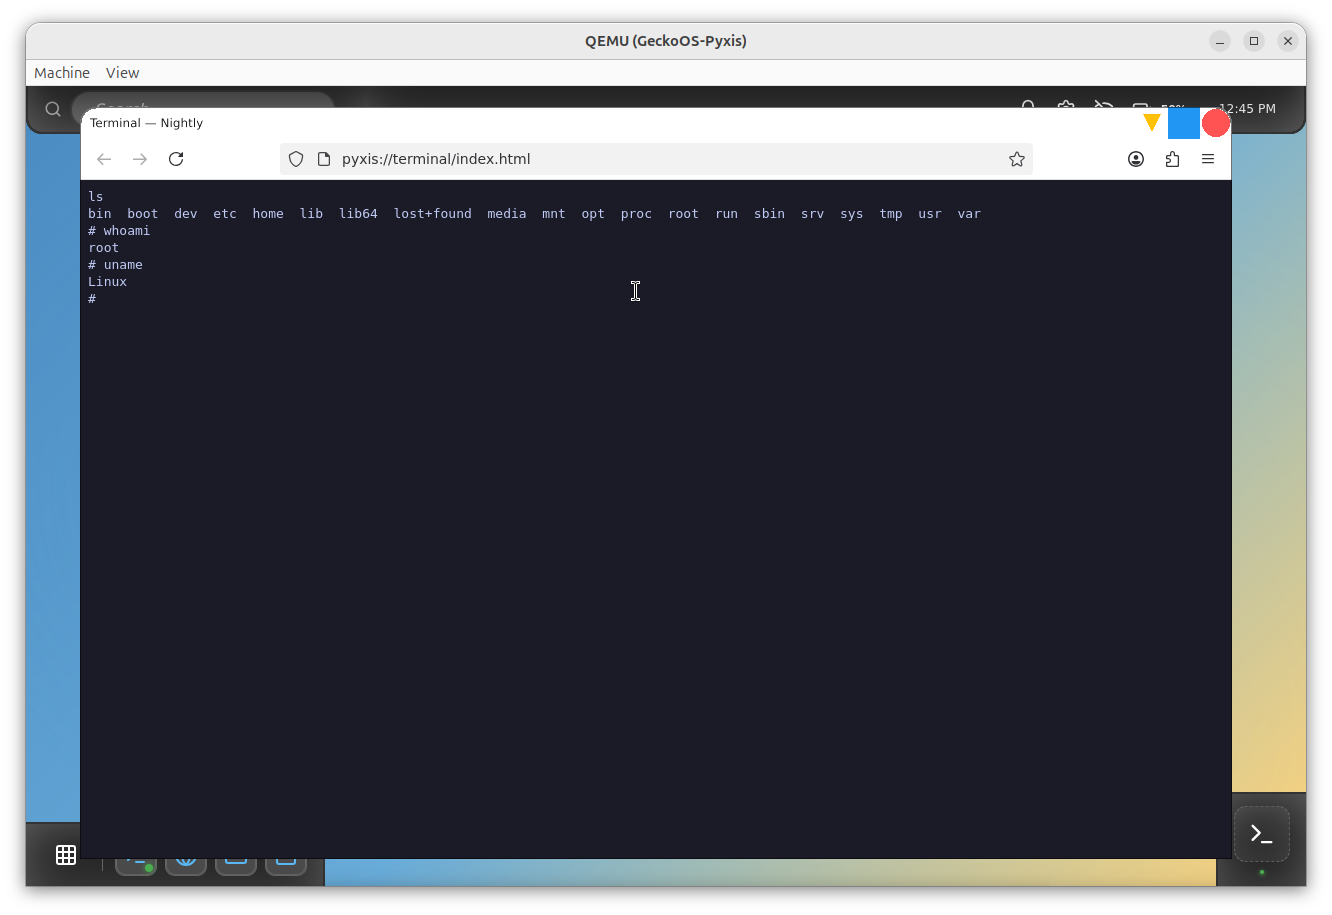 QEMU (GeckoOS-Pyxis)
Machine View
Search
12:45 PM
Terminal — Nightly
pyxis://terminal/index.html
ls
bin boot dev etc home lib lib64 lost+found media mnt opt proc root run sbin srv sys tmp usr var
# whoami
root
# uname
Linux
#